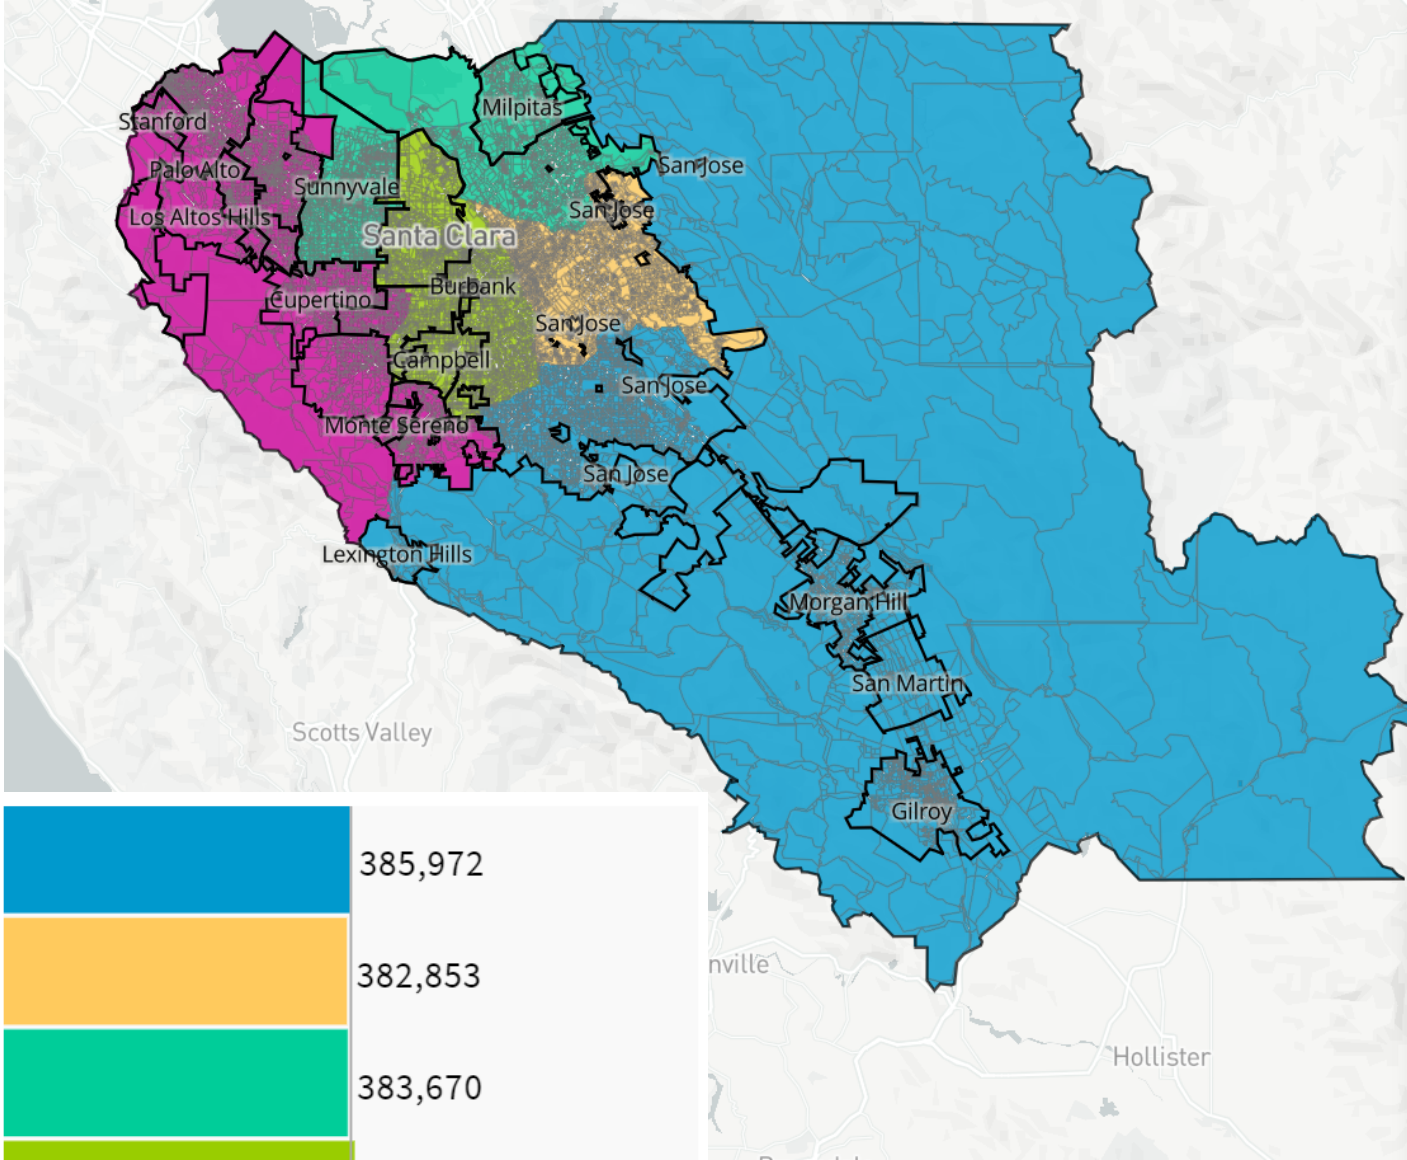 Milpitas
Stanford
San Jose
Palo Alto
Sunnyvale
San Jose
Los Altos Hills
Santa Clara
Burbank
Cupertino
San Jose
Campbell
San Jose
Monte Sereno
San Jose
Lexington Hills
Morgan Hill
San Martin
Scotts Valley
Gilroy
385,972
nville
382,853
Hollister
383,670